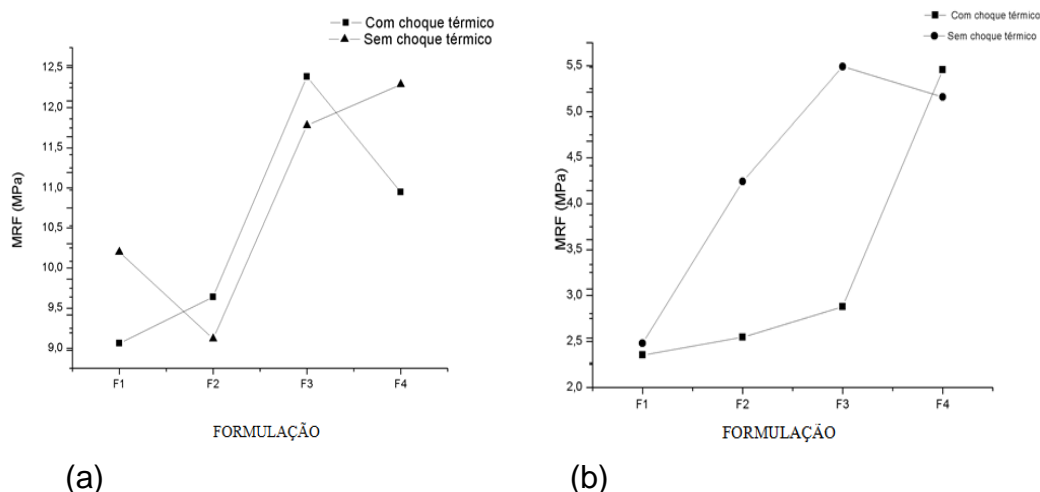 Com choque térmico
Sem choque térmico
12,5
12,0
11,5
11,0
10,5
10,0
9,5
9,0
MRF (MPa)
F1 F2 F3 F4
FORMULAÇÃO
(a)
Com choque térmico
Sem choque térmico
5,5
5,0
4,5
4,0
3,5
3,0
2,5
2,0
MRF (MPa)
F1 F2 F3 F4
FORMULAÇÃO
(b)